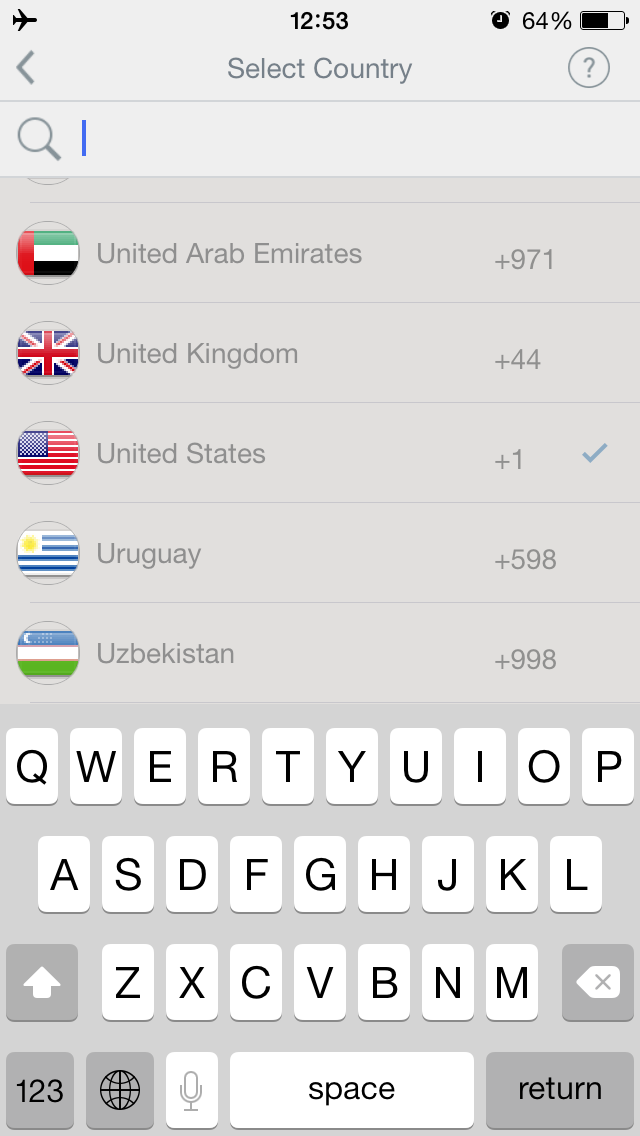 12:53
64%
Select Country
?
United Arab Emirates +971
United Kingdom +44
United States +1
Uruguay +598
Uzbekistan +998
Q W E R T Y U I O P
A S D F G H J K L
Z X C V B N M
123 space return